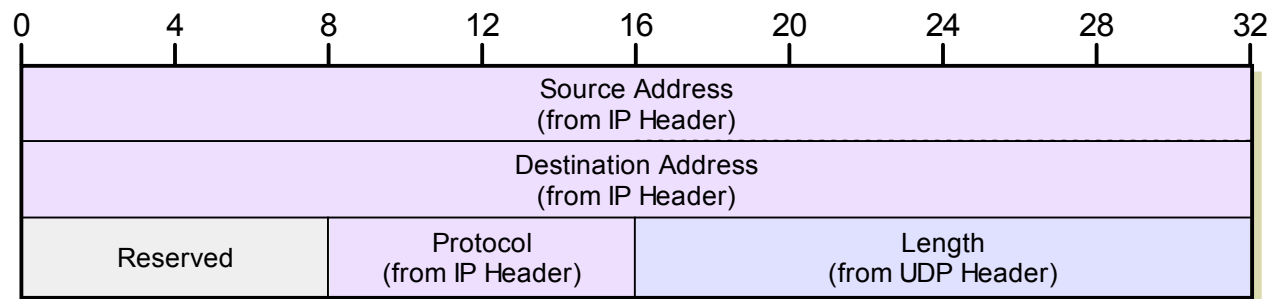 0 4 8 12 16 20 24 28 32
Source Address
(from IP Header)
Destination Address
(from IP Header)
Reserved
Protocol
(from IP Header)
Length
(from UDP Header)